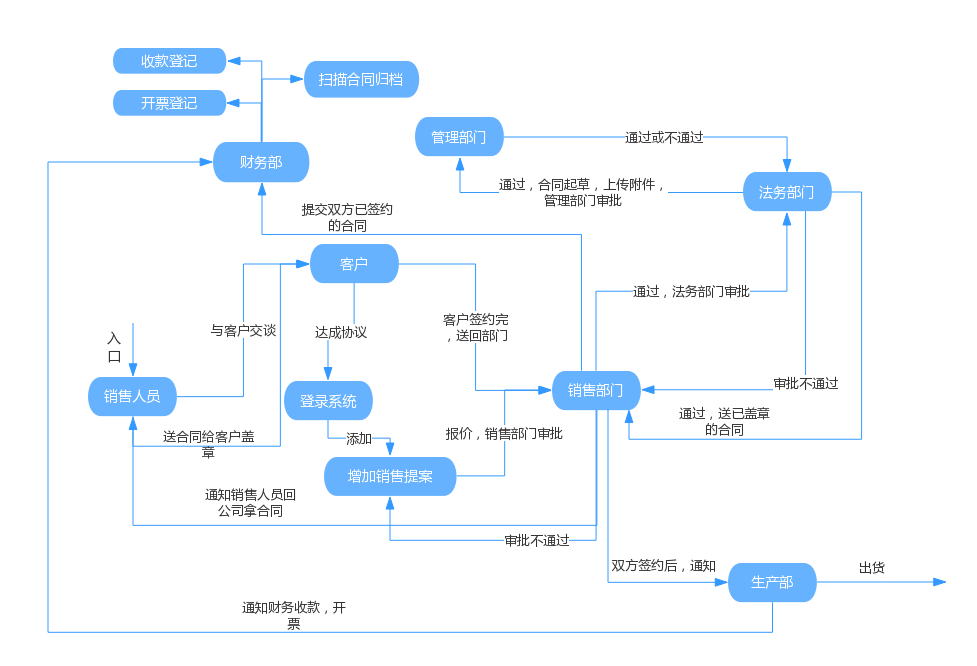 收款登记
扫描合同归档
开票登记
管理部门
通过或不通过
财务部
通过，合同起草，上传附件，
管理部门审批
法务部门
提交双方已签约
的合同
客户
通过，法务部门审批
与客户交谈
达成协议
客户签约完
，送回部门
入
口
销售人员
登录系统
销售部门
审批不通过
通过，送已盖章
的合同
送合同给客户盖
章
添加
报价，销售部门审批
增加销售提案
通知销售人员回
公司拿合同
审批不通过
双方签约后，通知
生产部
出货
通知财务收款，开
票